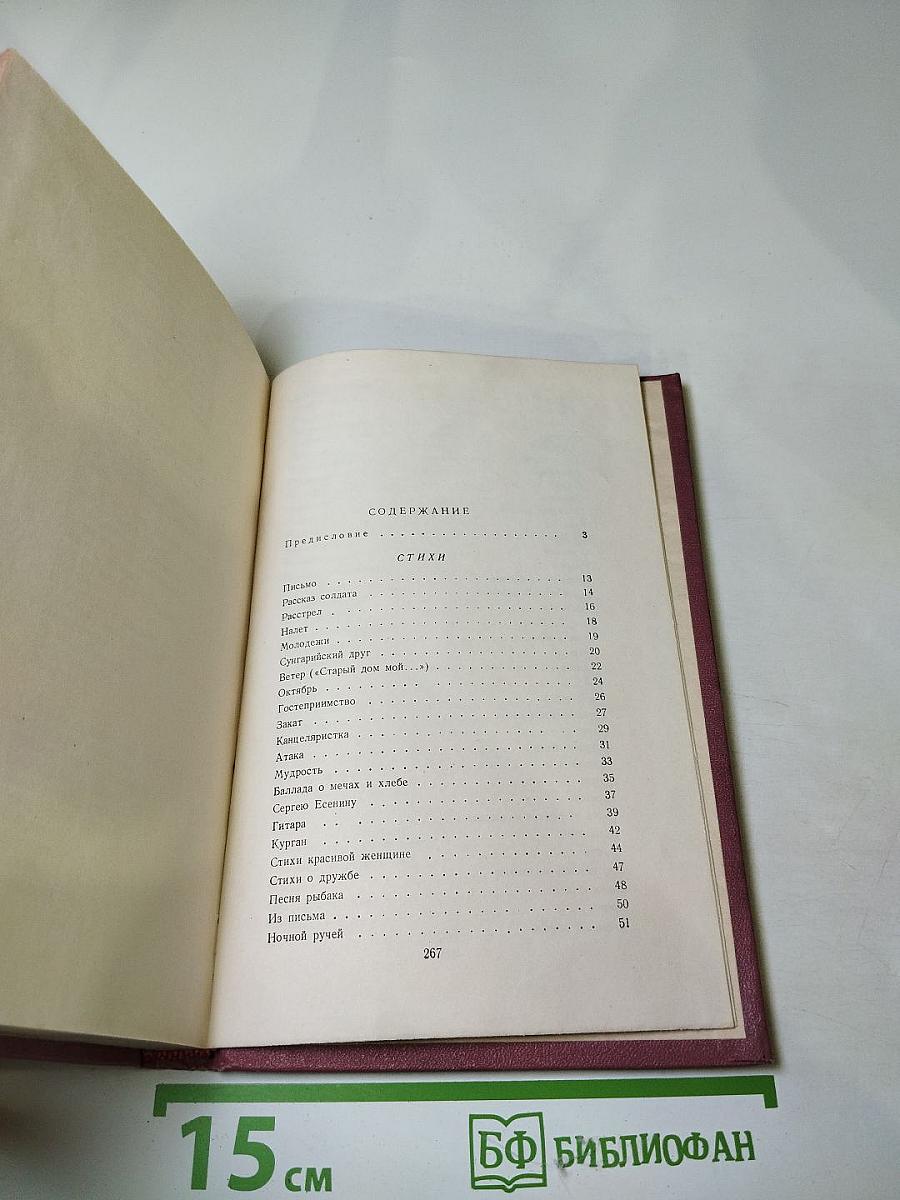 СОДЕРЖАНИЕ
Предисловие . . . . . . . . . . . . . . . . . . 3
СТИХИ
Письмо . . . . . . . . . . . . . . . . . . 13
Рассказ солдата . . . . . . . . . . . . . . . 14
Расстрел . . . . . . . . . . . . . . . . . . 16
Налет . . . . . . . . . . . . . . . . . . . 18
Молодежи . . . . . . . . . . . . . . . . . 19
Сунгарийский друг . . . . . . . . . . . . . . 20
Ветер («Старый дом мой...») . . . . . . . . . . 22
Октябрь . . . . . . . . . . . . . . . . . . 24
Гостеприимство . . . . . . . . . . . . . . . 26
Закат . . . . . . . . . . . . . . . . . . . 27
Канцеляристка . . . . . . . . . . . . . . . 29
Атака . . . . . . . . . . . . . . . . . . . 31
Мудрость . . . . . . . . . . . . . . . . . 33
Баллада о мечах и хлебе . . . . . . . . . . . . 35
Сергею Есенину . . . . . . . . . . . . . . . 37
Гитара . . . . . . . . . . . . . . . . . . 39
Курган . . . . . . . . . . . . . . . . . . 42
Стихи красивой женщине . . . . . . . . . . . . 44
Стихи о дружбе . . . . . . . . . . . . . . . 47
Песня рыбака . . . . . . . . . . . . . . . . 48
Из письма . . . . . . . . . . . . . . . . . 50
Ночной ручей . . . . . . . . . . . . . . . . 51
267
15 см
БФ БИБЛИОФАН